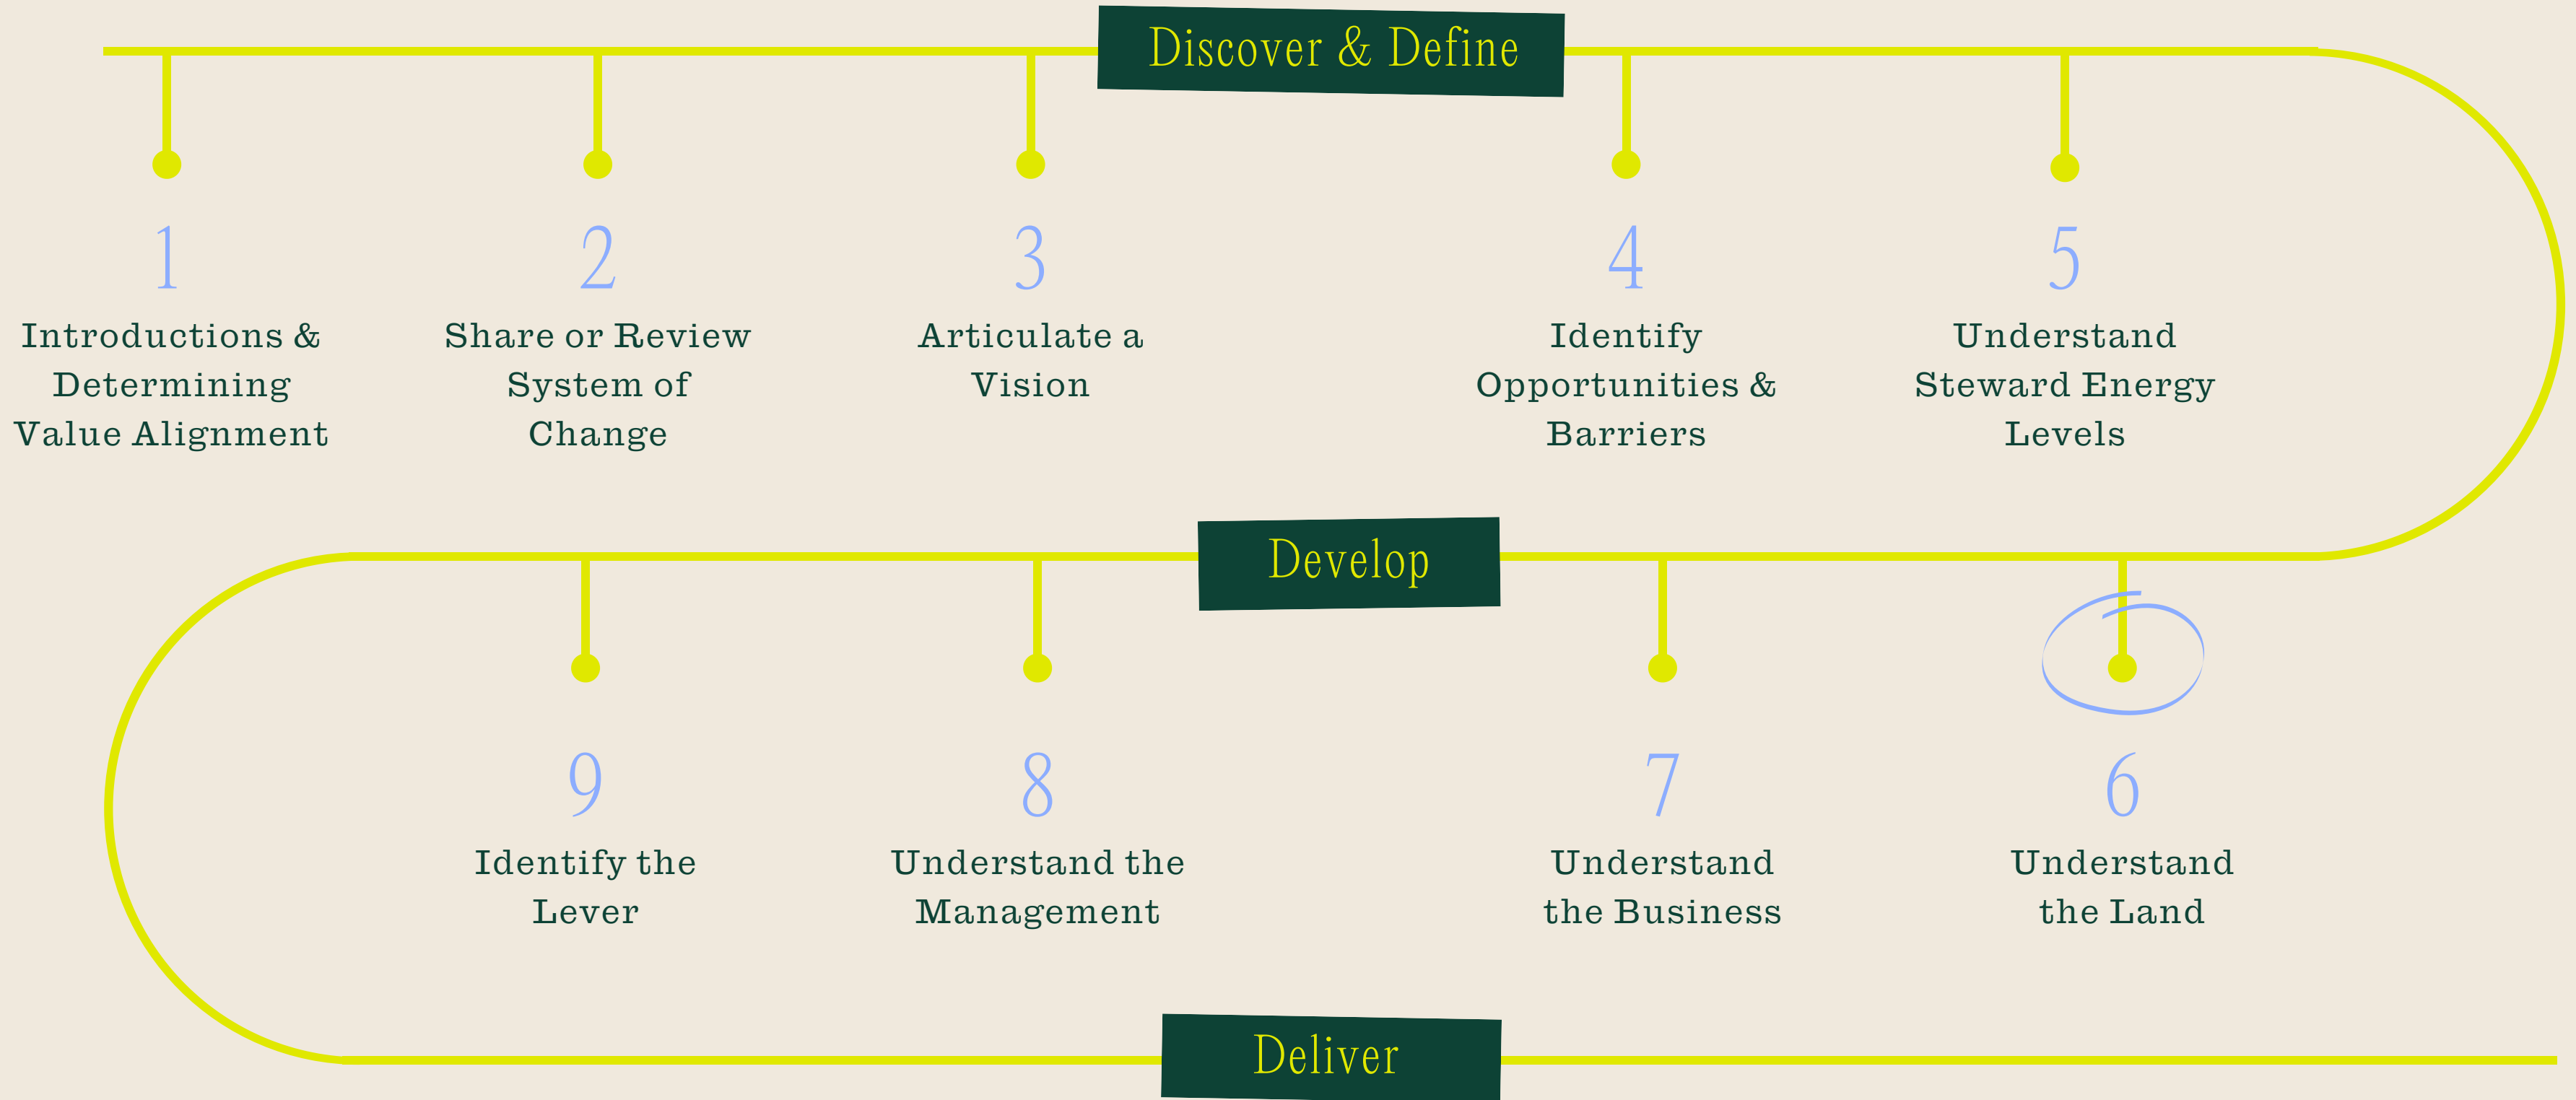 Discover & Define
1
Introductions &
Determining
Value Alignment
2
Share or Review
System of
Change
3
Articulate a
Vision
4
Identify
Opportunities &
Barriers
5
Understand
Steward Energy
Levels
Develop
9
Identify the
Lever
8
Understand the
Management
7
Understand
the Business
6
Understand
the Land
Deliver